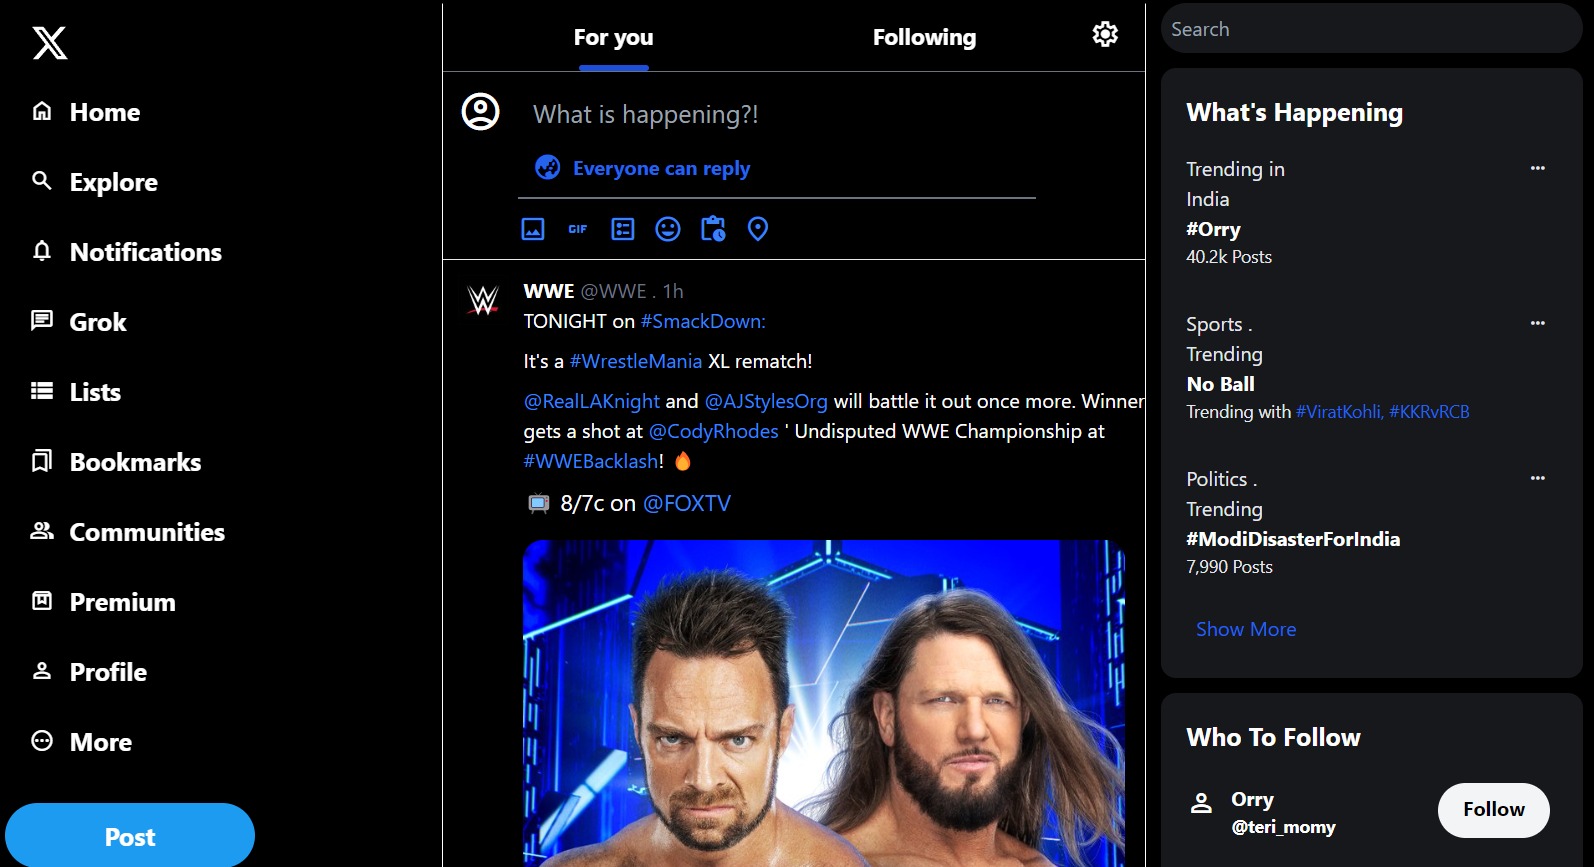 Home
Explore
Notifications
Grok
Lists
Bookmarks
Communities
Premium
Profile
More
Post
For you
Following
What is happening?!
Everyone can reply
GIF
WWE @WWE . 1h
TONIGHT on #SmackDown:
It's a #WrestleMania XL rematch!
@RealLAKnight and @AJStylesOrg will battle it out once more. Winner
gets a shot at @CodyRhodes ' Undisputed WWE Championship at
#WWEBacklash! 🔥
📺 8/7c on @FOXTV
Search
What's Happening
Trending in
India
#Orry
40.2k Posts
Sports .
Trending
No Ball
Trending with #ViratKohli, #KKRvRCB
Politics .
Trending
#ModiDisasterForIndia
7,990 Posts
Show More
Who To Follow
Orry
@teri_momy
Follow